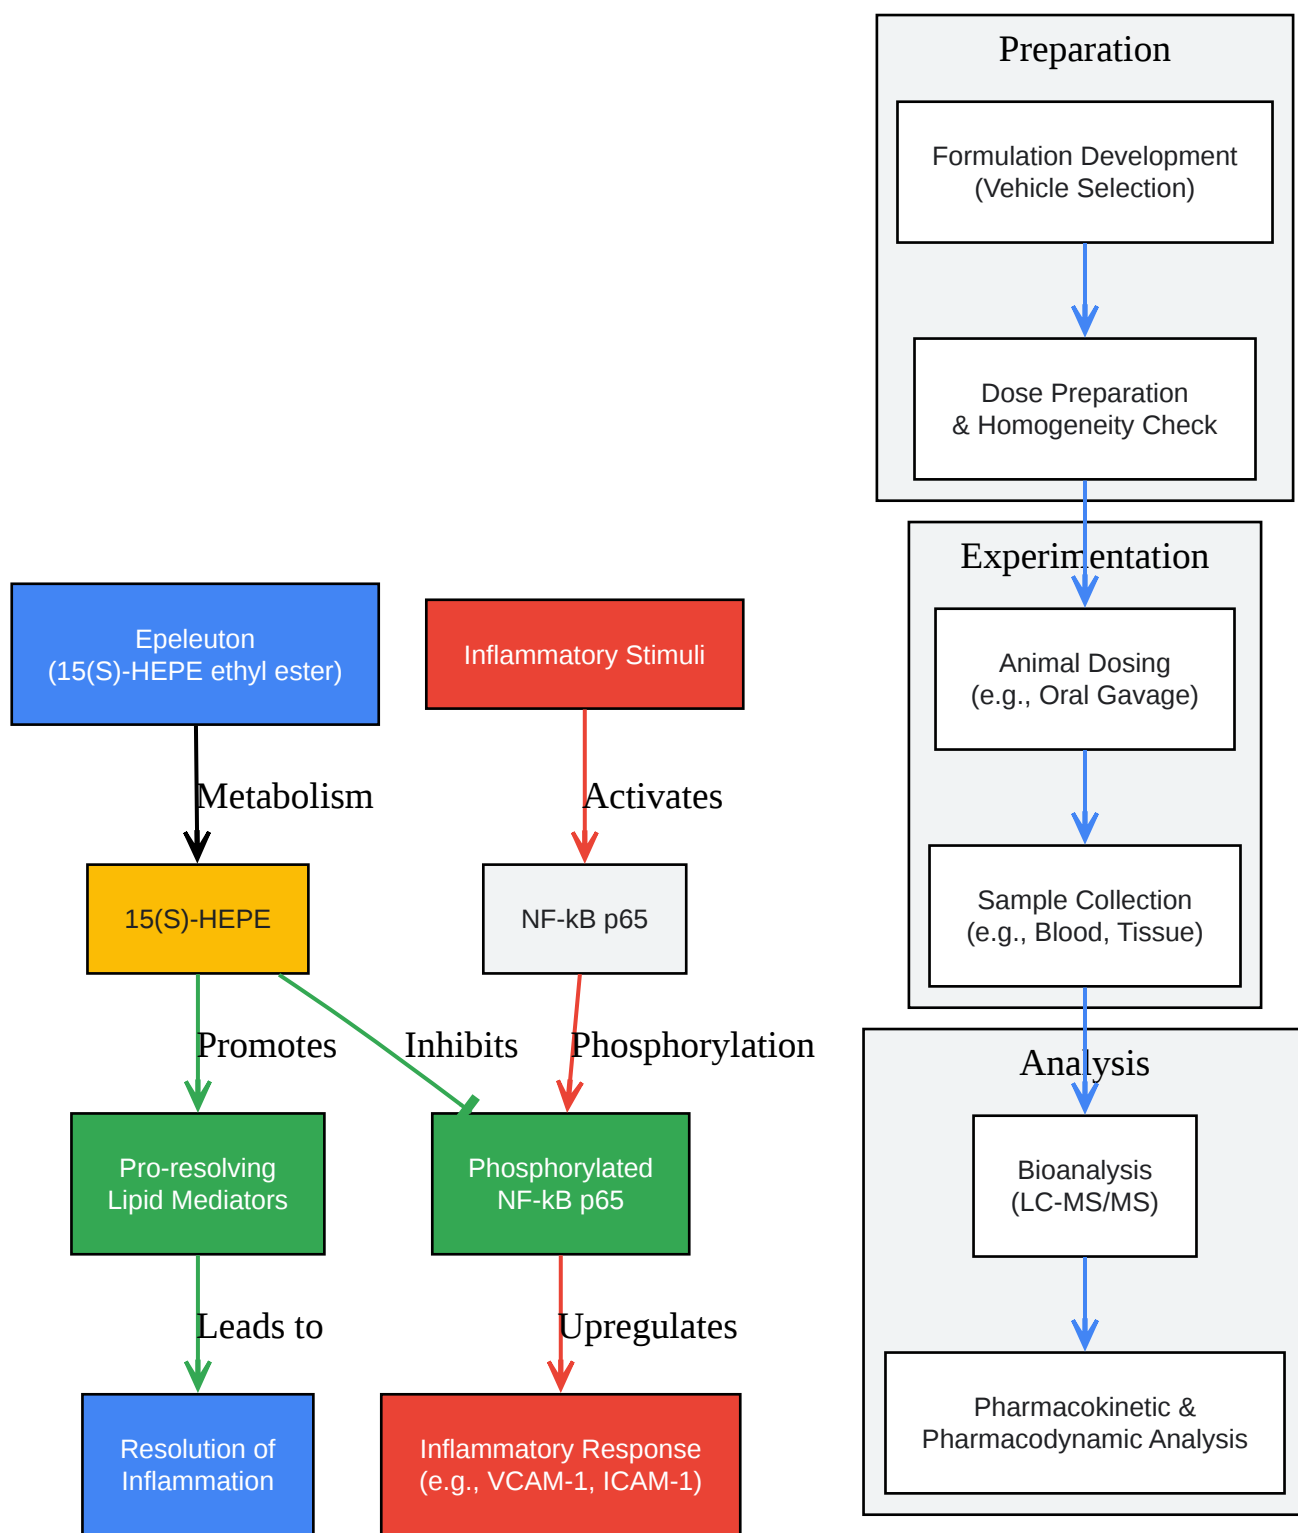 Preparation
Formulation Development
(Vehicle Selection)
Dose Preparation
& Homogeneity Check
Experimentation
Animal Dosing
(e.g., Oral Gavage)
Sample Collection
(e.g., Blood, Tissue)
Analysis
Bioanalysis
(LC-MS/MS)
Pharmacokinetic &
Pharmacodynamic Analysis
Epeleuton
(15(S)-HEPE ethyl ester)
Inflammatory Stimuli
Metabolism
Activates
15(S)-HEPE
NF-kB p65
Promotes
Inhibits
Phosphorylation
Pro-resolving
Lipid Mediators
Phosphorylated
NF-kB p65
Leads to
Upregulates
Resolution of
Inflammation
Inflammatory Response
(e.g., VCAM-1, ICAM-1)